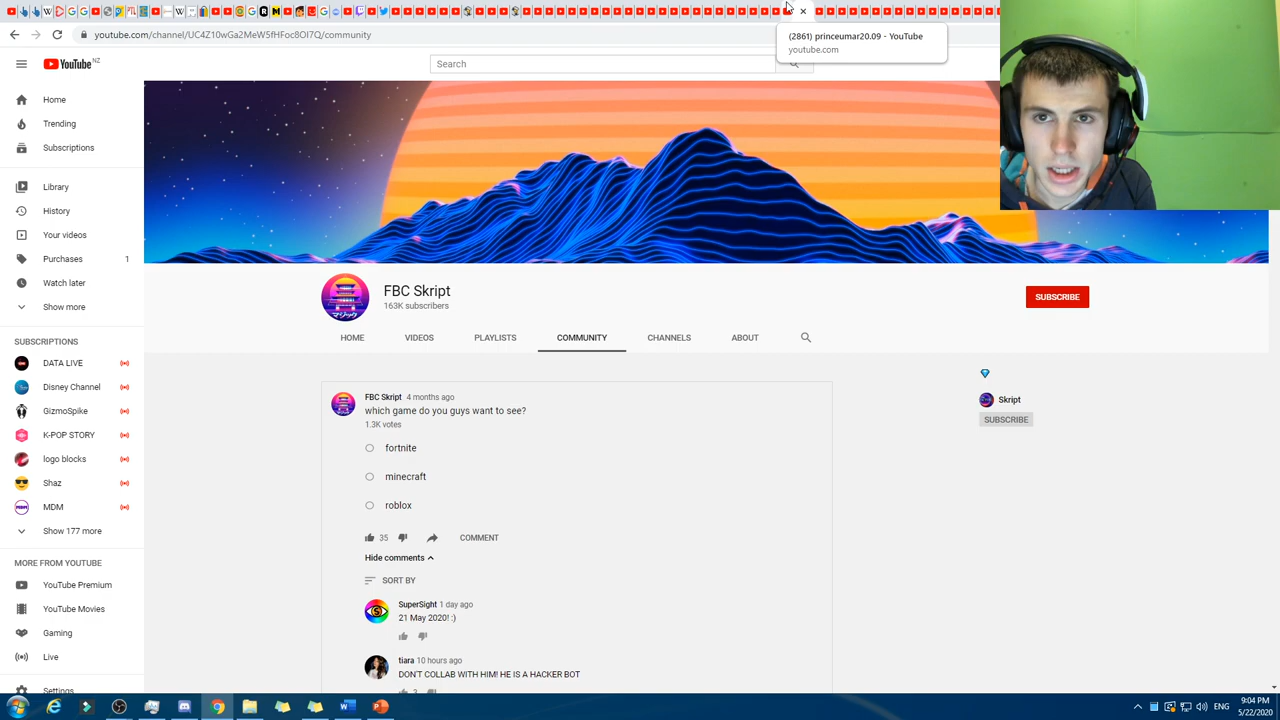 youtube.com/channel/UC4Z10wGa2MeW5fHFoc8OI7Q/community
(2861) princeumar20.09 - YouTube
youtube.com
YouTube NZ
Search
Home
Trending
Subscriptions
Library
History
Your videos
Purchases 1
Watch later
Show more
SUBSCRIPTIONS
DATA LIVE
Disney Channel
GizmoSpike
K-POP STORY
logo blocks
Shaz
MDM
Show 177 more
MORE FROM YOUTUBE
YouTube Premium
YouTube Movies
Gaming
Live
Settings
FBC Skript
163K subscribers
SUBSCRIBE
HOME VIDEOS PLAYLISTS COMMUNITY CHANNELS ABOUT
FBC Skript 4 months ago
which game do you guys want to see?
1.3K votes
fortnite
minecraft
roblox
35 COMMENT
Hide comments
SORT BY
SuperSight 1 day ago
21 May 2020! :)
tiara 10 hours ago
DON'T COLLAB WITH HIM! HE IS A HACKER BOT
3
Skript
SUBSCRIBE
ENG
9:04 PM
5/22/2020